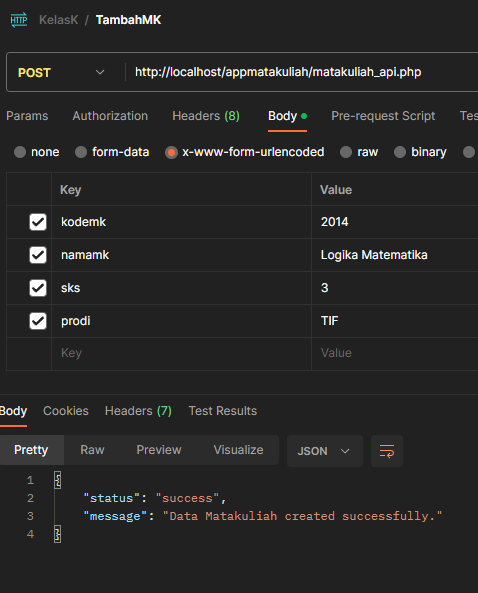 HTTP KelasK / TambahMK
POST http://localhost/appmatakuliah/matakuliah_api.php
Params Authorization Headers (8) Body Pre-request Script Tes
none form-data x-www-form-urlencoded raw binary
Key Value
kodemk 2014
namamk Logika Matematika
sks 3
prodi TIF
Key Value
Body Cookies Headers (7) Test Results
Pretty Raw Preview Visualize JSON
1 {
2 "status": "success",
3 "message": "Data Matakuliah created successfully."
4 }